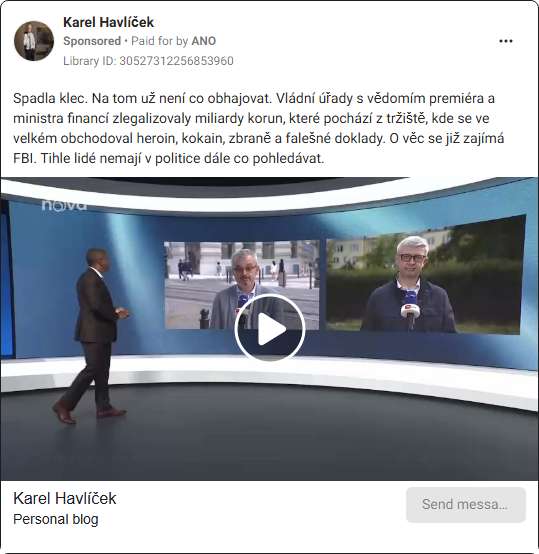 Karel Havlíček
Sponsored • Paid for by ANO
Library ID: 30527312256853960
Spadla klec. Na tom už není co obhajovat. Vládní úřady s vědomím premiéra a
ministra financí zlegalizovaly miliardy korun, které pochází z tržiště, kde se ve
velkém obchodoval heroin, kokain, zbraně a falešné doklady. O věc se již zajímá
FBI. Tihle lidé nemají v politice dále co pohledávat.
nova
Karel Havlíček
Personal blog
Send messa...